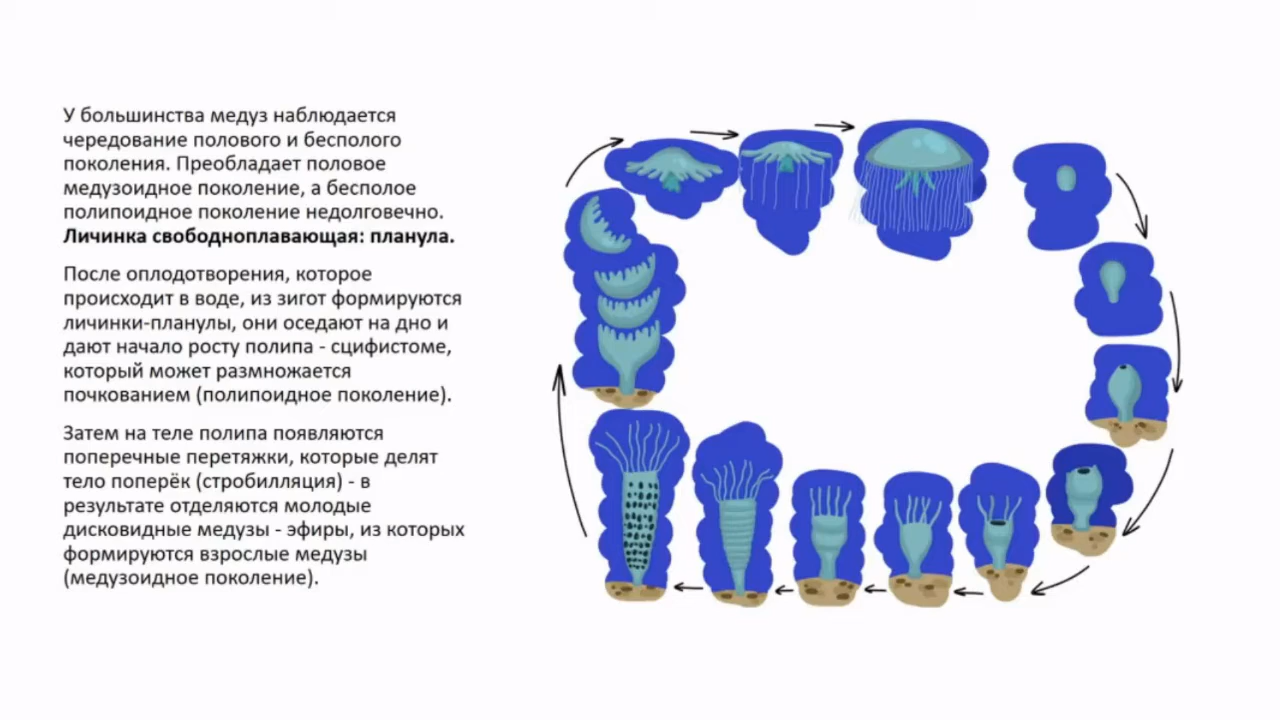 У большинства медуз наблюдается
чередование полового и бесполого
поколения. Преобладает половое
медузоидное поколение, а бесполое
полипоидное поколение недолговечно.
Личинка свободноплавающая: планула.
После оплодотворения, которое
происходит в воде, из зигот формируются
личинки-планулы, они оседают на дно и
дают начало росту полипа - сцифистоме,
который может размножается
почкованием (полипоидное поколение).
Затем на теле полипа появляются
поперечные перетяжки, которые делят
тело поперёк (стробилляция) - в
результате отделяются молодые
дисковидные медузы - эфиры, из которых
формируются взрослые медузы
(медузоидное поколение).